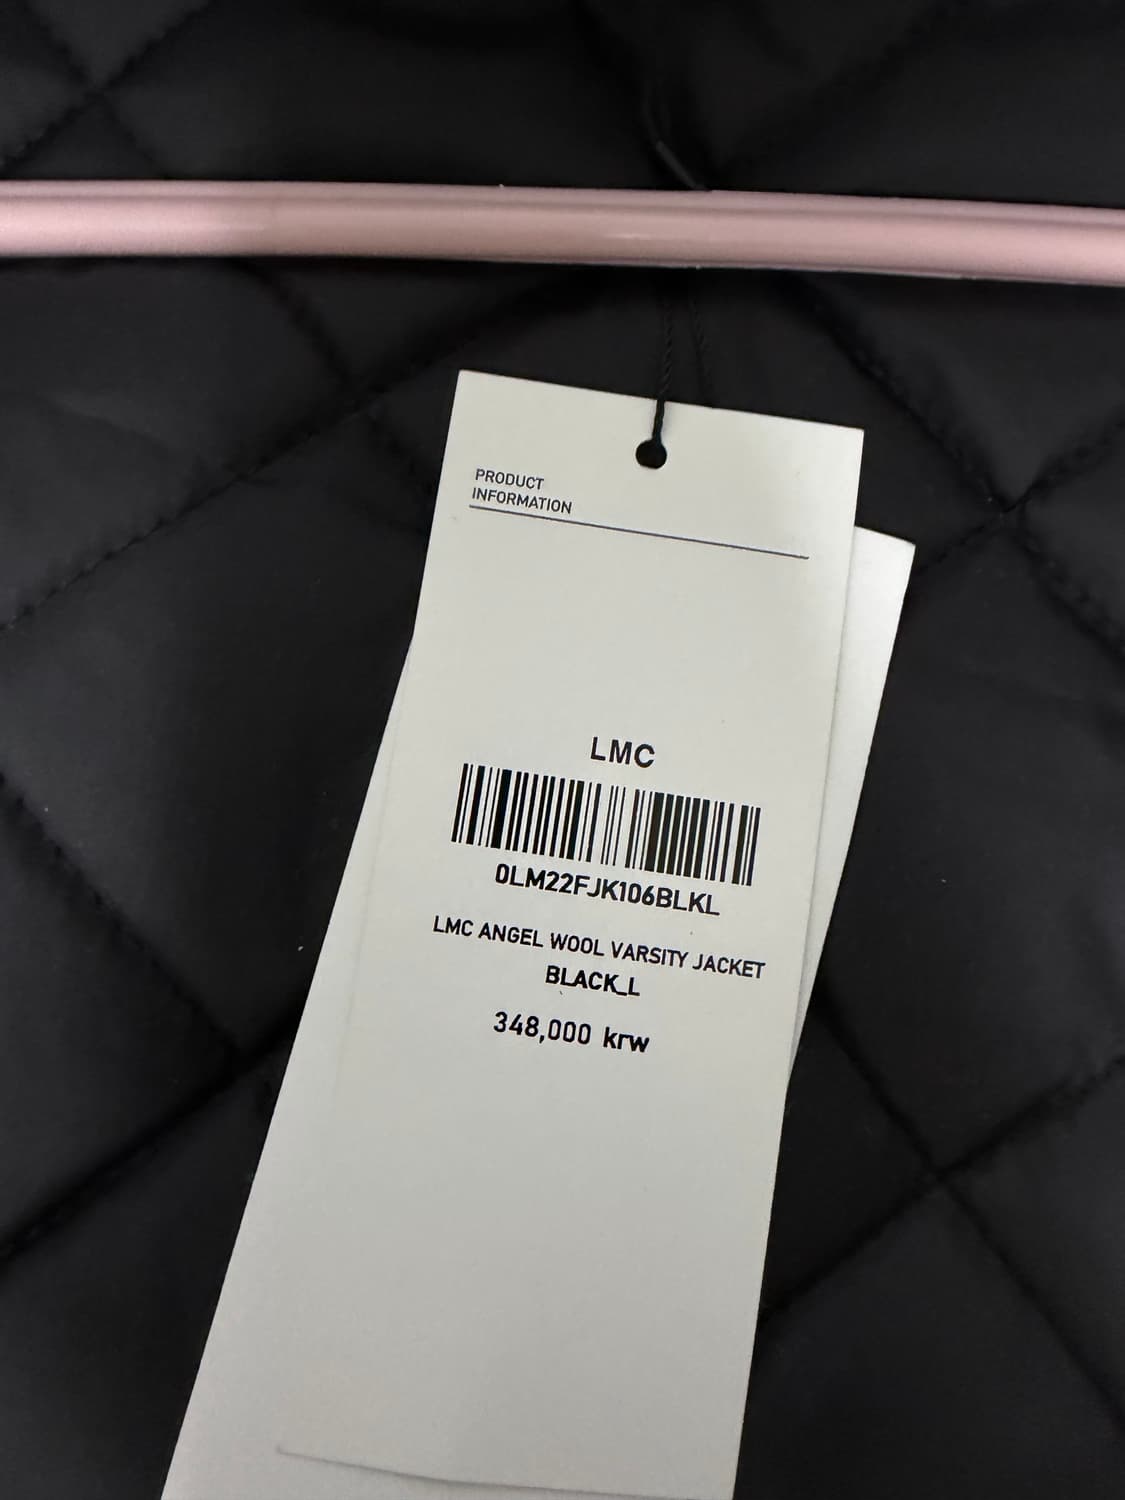 PRODUCT
INFORMATION
LMC
0LM22FJK106BLKL
LMC ANGEL WOOL VARSITY JACKET
BLACK_L
348,000 krw